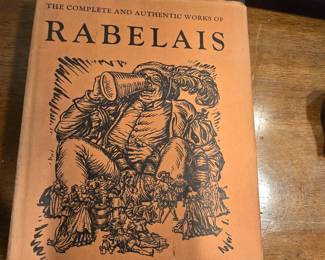 THE COMPLETE AND AUTHENTIC WORKS OF
RABELAIS